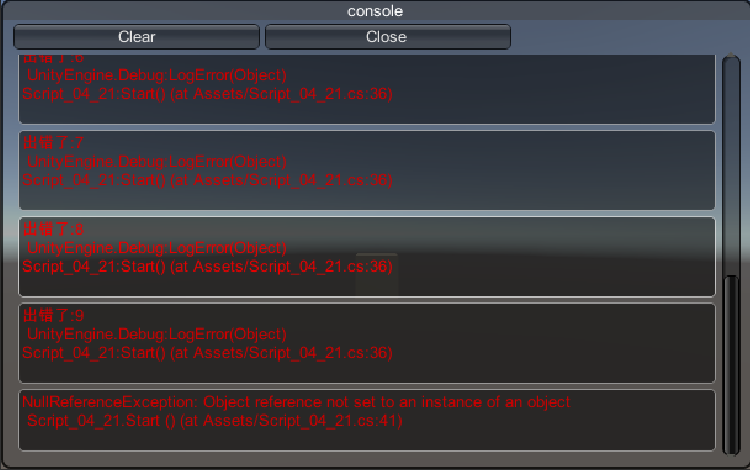 console
Clear
Close
出错了:6
UnityEngine.Debug:LogError(Object)
Script_04_21:Start() (at Assets/Script_04_21.cs:36)
出错了:7
UnityEngine.Debug:LogError(Object)
Script_04_21:Start() (at Assets/Script_04_21.cs:36)
出错了:8
UnityEngine.Debug:LogError(Object)
Script_04_21:Start() (at Assets/Script_04_21.cs:36)
出错了:9
UnityEngine.Debug:LogError(Object)
Script_04_21:Start() (at Assets/Script_04_21.cs:36)
NullReferenceException: Object reference not set to an instance of an object
Script_04_21.Start () (at Assets/Script_04_21.cs:41)